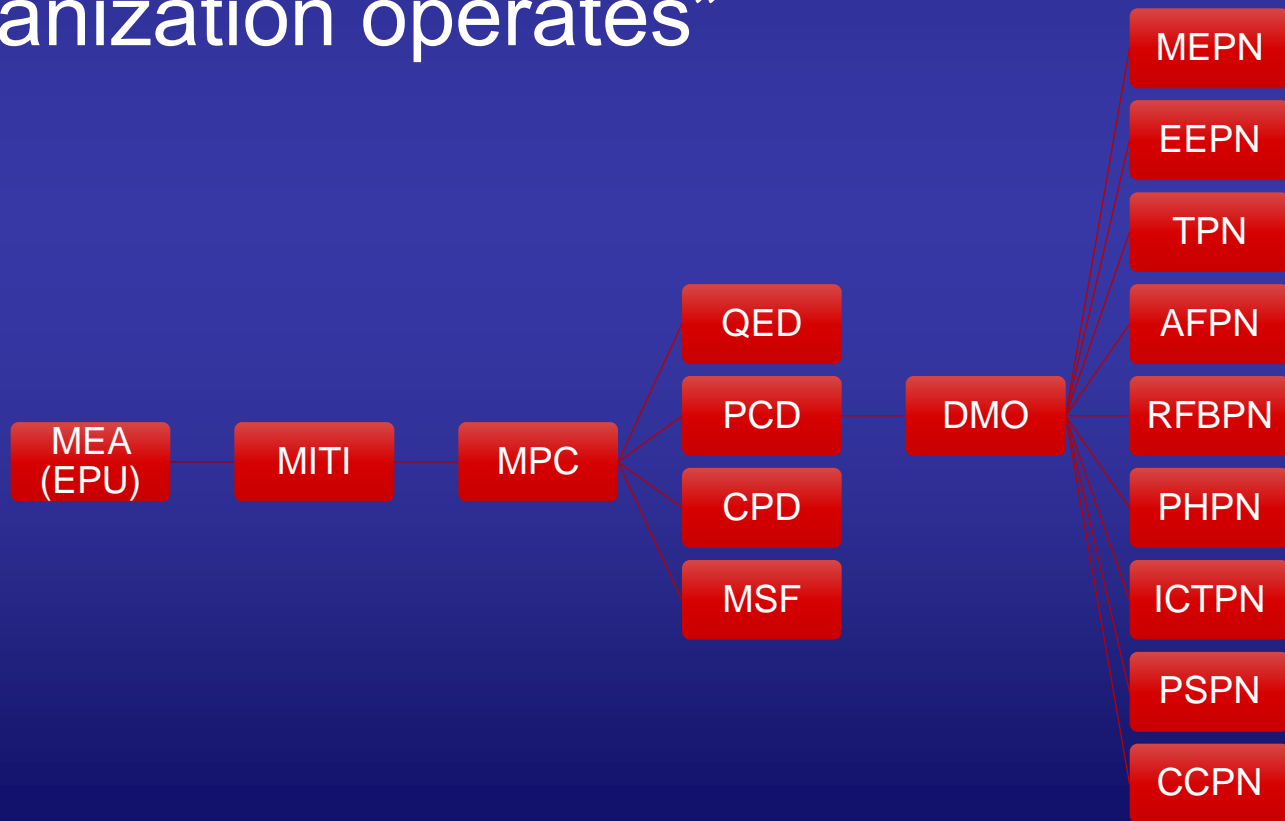 anization operates”
MEPN
EEPN
TPN
AFPN
RFBPN
PHPN
ICTPN
PSPN
CCPN
QED
PCD
CPD
MSF
DMO
MEA
(EPU)
MITI
MPC